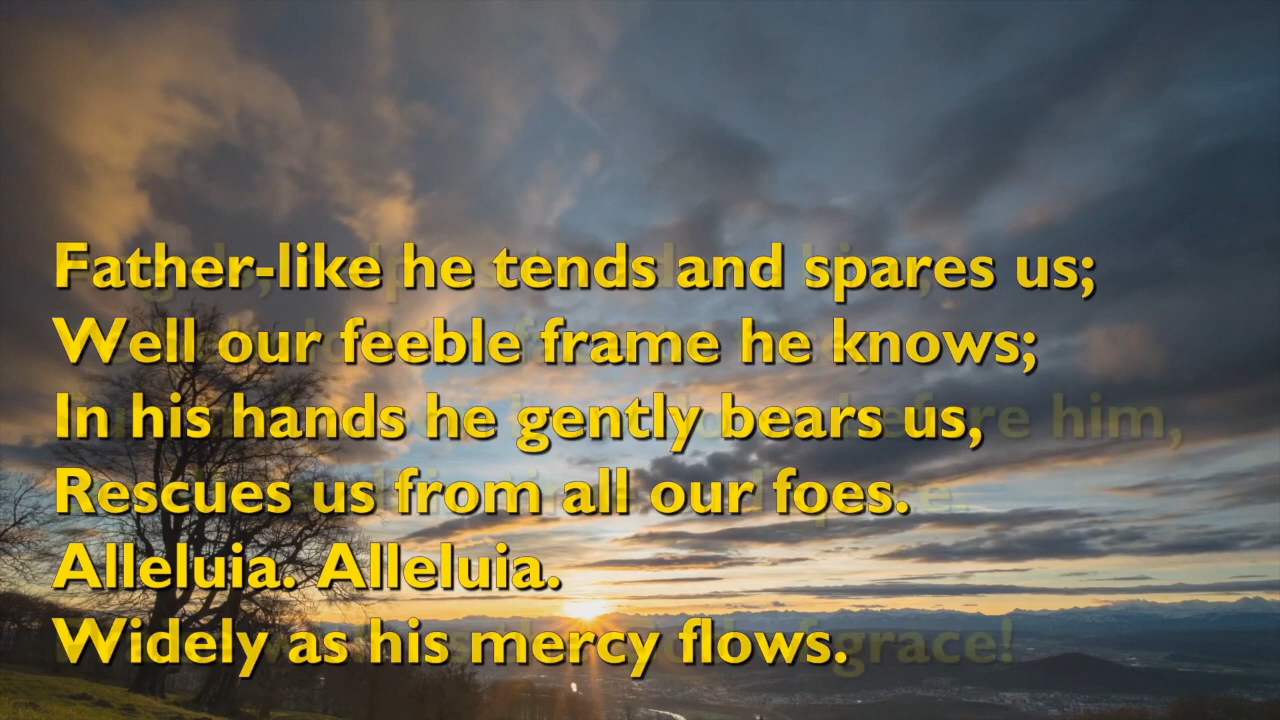 Father-like he tends and spares us;
Well our feeble frame he knows;
In his hands he gently bears us,
Rescues us from all our foes.
Alleluia. Alleluia.
Widely as his mercy flows.